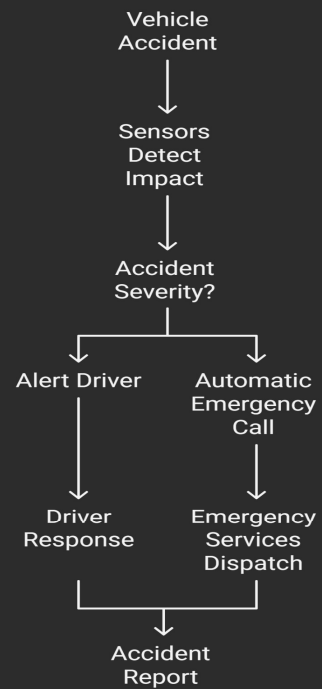 Vehicle
Accident
Sensors
Detect
Impact
Accident
Severity?
Alert Driver
Automatic
Emergency
Call
Driver
Response
Emergency
Services
Dispatch
Accident
Report